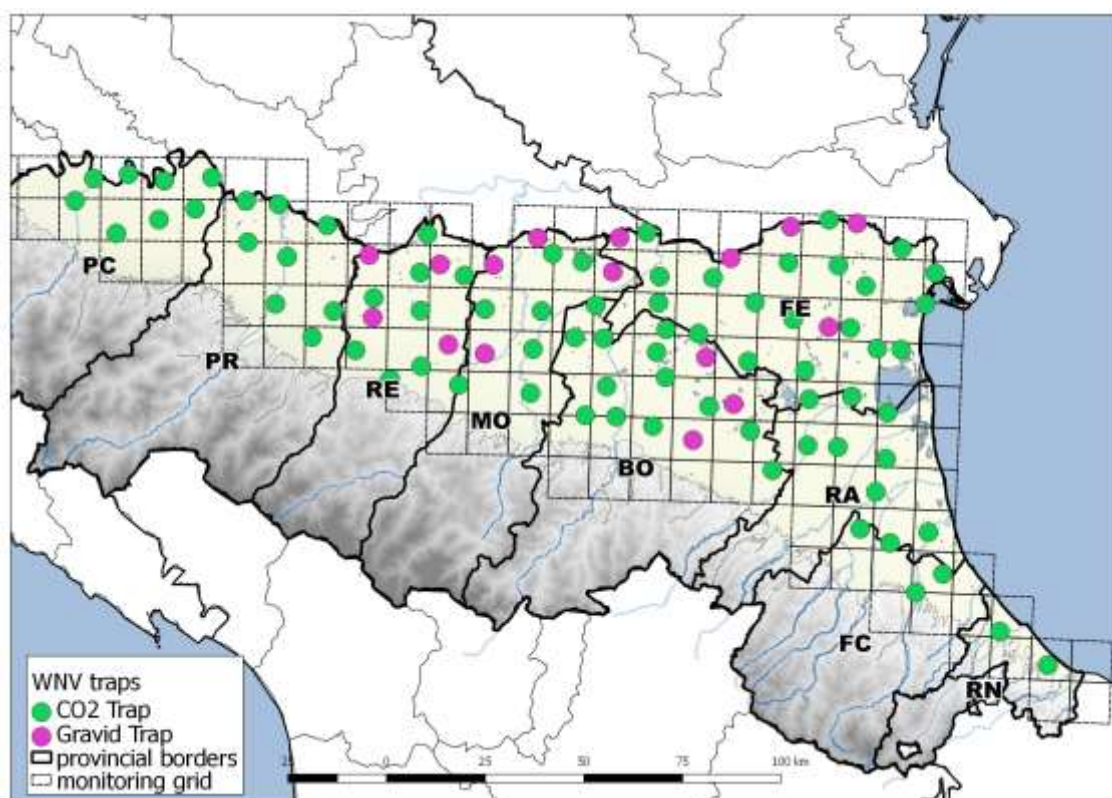 PC
FE
PR
RE
MO
BO
RA
FC
RN
WNV traps
CO2 Trap
Gravid Trap
provincial borders
monitoring grid
25 0 25 50 75 100 km